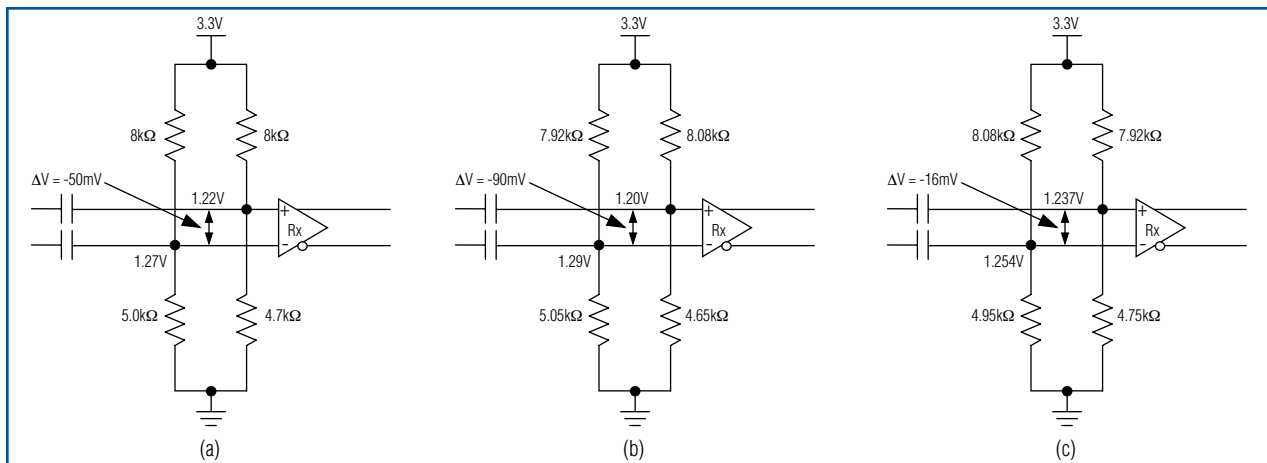 3.3V
8kΩ
8kΩ
ΔV = -50mV
1.22V
+
Rx
-
1.27V
5.0kΩ
4.7kΩ
(a)
3.3V
7.92kΩ
8.08kΩ
ΔV = -90mV
1.20V
+
Rx
-
1.29V
5.05kΩ
4.65kΩ
(b)
3.3V
8.08kΩ
7.92kΩ
ΔV = -16mV
1.237V
+
Rx
-
1.254V
4.95kΩ
4.75kΩ
(c)